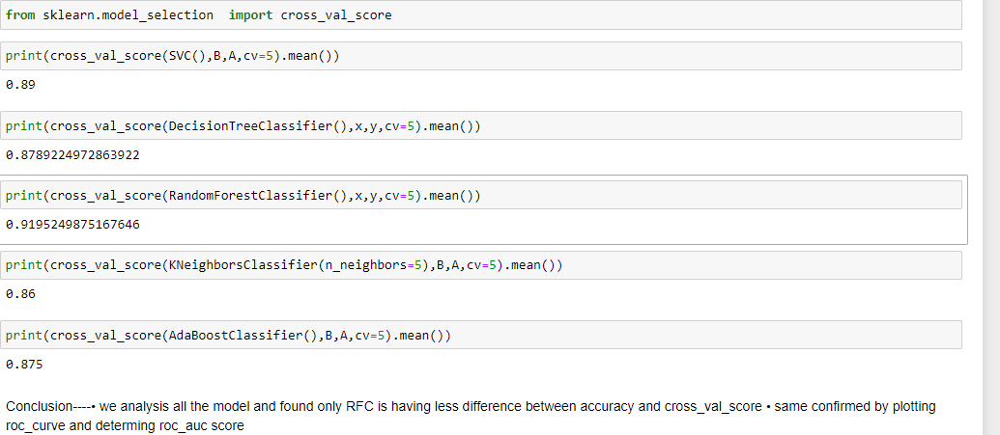 from sklearn.model_selection  import cross_val_score
print(cross_val_score(SVC(),B,A,cv=5).mean())
0.89
print(cross_val_score(DecisionTreeClassifier(),x,y,cv=5).mean())
0.8789224972863922
print(cross_val_score(RandomForestClassifier(),x,y,cv=5).mean())
0.9195249875167646
print(cross_val_score(KNeighborsClassifier(n_neighbors=5),B,A,cv=5).mean())
0.86
print(cross_val_score(AdaBoostClassifier(),B,A,cv=5).mean())
0.875
Conclusion----• we analysis all the model and found only RFC is having less difference between accuracy and cross_val_score • same confirmed by plotting
roc_curve and determing roc_auc score